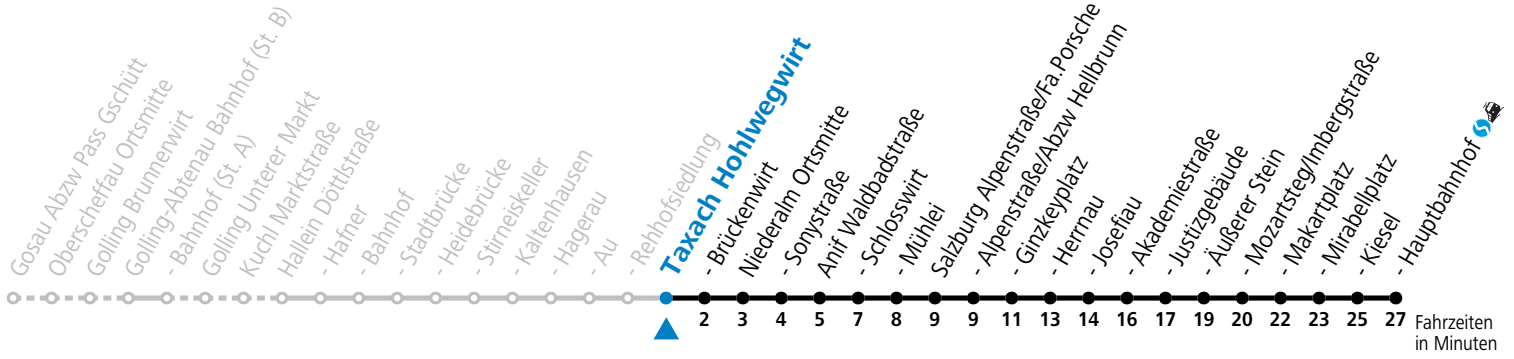 Gosau Abzw Pass Gschütt
Oberscheffau Ortsmitte
Golling Brunnenwirt
Golling-Abtenau Bahnhof (St. B)
- Bahnhof (St. A)
Golling Unterer Markt
Kuchl Marktstraße
Hallein Döttlstraße
- Hafner
- Bahnhof
- Stadtbrücke
- Heidebrücke
- Stirneiskeller
- Kaltenhausen
- Hagerau
- Au
- Rehhofsiedlung
Taxach Hohlwegwirt
- Brückenwirt
Niederalm Ortsmitte
- Sonystraße
Anif Waldbadstraße
- Schlosswirt
- Mühlei
Salzburg Alpenstraße/Fa.Porsche
- Alpenstraße/Abzw Hellbrunn
- Ginzkeyplatz
- Herrnau
- Josefiau
- Akademiestraße
- Justizgebäude
- Äußerer Stein
- Mozartsteg/Imbergstraße
- Makartplatz
- Mirabellplatz
- Kiesel
- Hauptbahnhof
2 3 4 5 7 8 9 9 11 13 14 16 17 19 20 22 23 25 27 Fahrzeiten
in Minuten